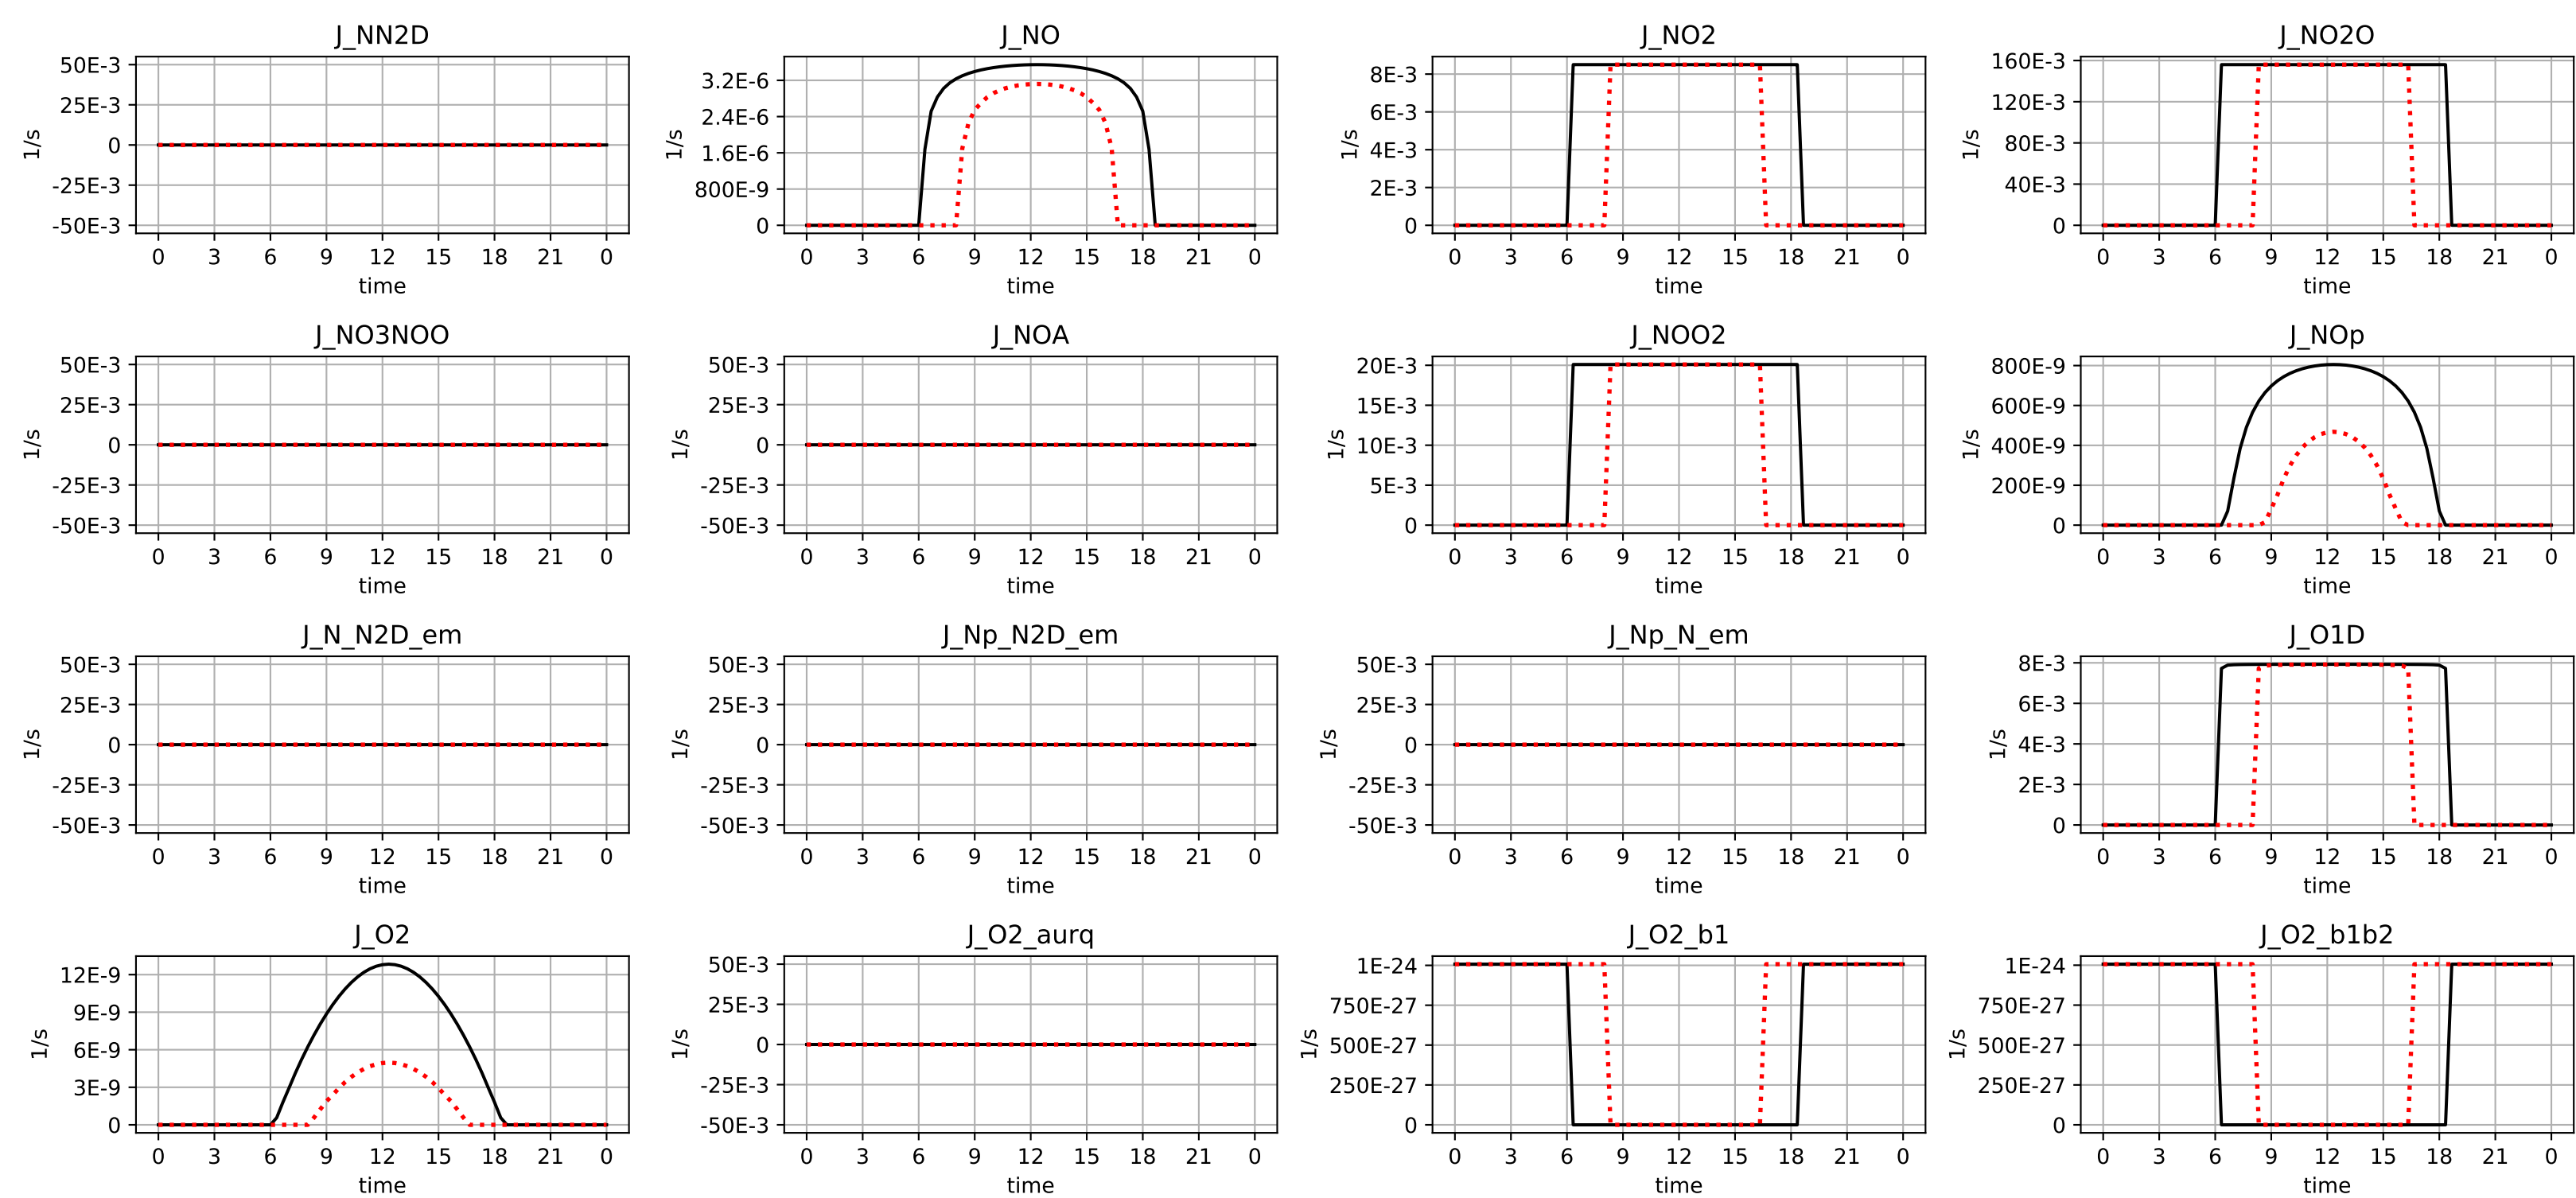 J_NN2D
50E-3
25E-3
0
-25E-3
-50E-3
1/s
0 3 6 9 12 15 18 21 0
time
J_NO
3.2E-6
2.4E-6
1.6E-6
800E-9
0
1/s
0 3 6 9 12 15 18 21 0
time
J_NO2
8E-3
6E-3
4E-3
2E-3
0
1/s
0 3 6 9 12 15 18 21 0
time
J_NO2O
160E-3
120E-3
80E-3
40E-3
0
1/s
0 3 6 9 12 15 18 21 0
time
J_NO3NOO
50E-3
25E-3
0
-25E-3
-50E-3
1/s
0 3 6 9 12 15 18 21 0
time
J_NOA
50E-3
25E-3
0
-25E-3
-50E-3
1/s
0 3 6 9 12 15 18 21 0
time
J_NOO2
20E-3
15E-3
10E-3
5E-3
0
1/s
0 3 6 9 12 15 18 21 0
time
J_NOp
800E-9
600E-9
400E-9
200E-9
0
1/s
0 3 6 9 12 15 18 21 0
time
J_N_N2D_em
50E-3
25E-3
0
-25E-3
-50E-3
1/s
0 3 6 9 12 15 18 21 0
time
J_Np_N2D_em
50E-3
25E-3
0
-25E-3
-50E-3
1/s
0 3 6 9 12 15 18 21 0
time
J_Np_N_em
50E-3
25E-3
0
-25E-3
-50E-3
1/s
0 3 6 9 12 15 18 21 0
time
J_O1D
8E-3
6E-3
4E-3
2E-3
0
1/s
0 3 6 9 12 15 18 21 0
time
J_O2
12E-9
9E-9
6E-9
3E-9
0
1/s
0 3 6 9 12 15 18 21 0
time
J_O2_aurq
50E-3
25E-3
0
-25E-3
-50E-3
1/s
0 3 6 9 12 15 18 21 0
time
J_O2_b1
1E-24
750E-27
500E-27
250E-27
0
1/s
0 3 6 9 12 15 18 21 0
time
J_O2_b1b2
1E-24
750E-27
500E-27
250E-27
0
1/s
0 3 6 9 12 15 18 21 0
time